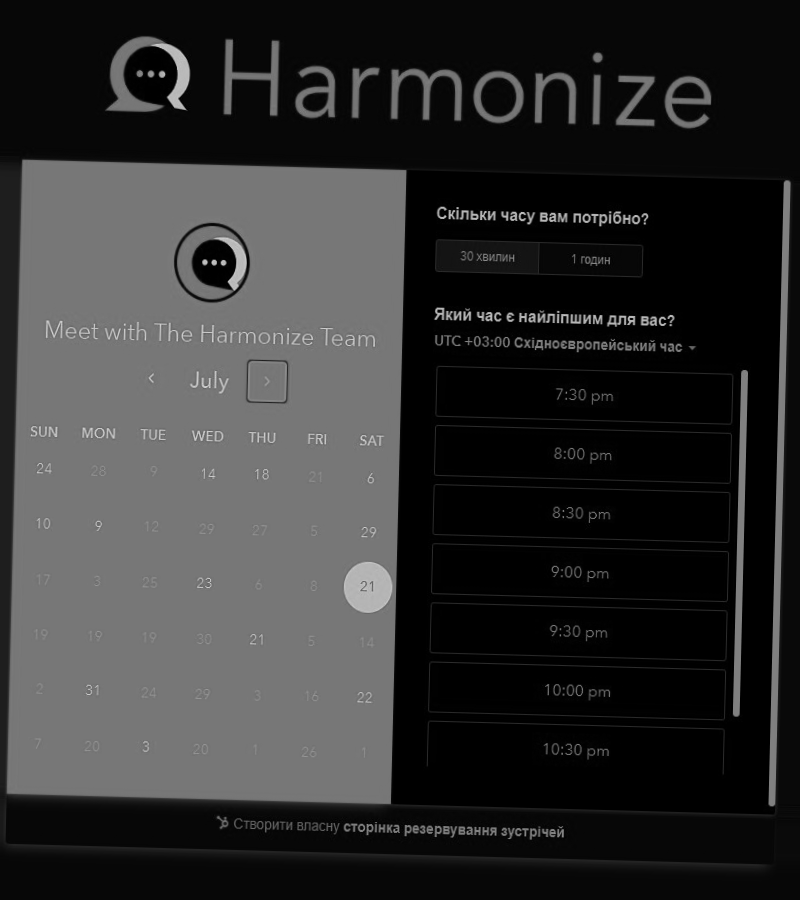 Harmonize
Meet with The Harmonize Team
July
SUN MON TUE WED THU FRI SAT
24 28 9 14 18 21 6
10 9 12 29 27 5 29
17 3 25 23 6 8 21
19 19 19 30 21 5 14
2 31 24 29 3 16 22
7 20 3 20 1 26 1
Скільки часу вам потрібно?
30 хвилин 1 годин
Який час є найліпшим для вас?
UTC +03:00 Східноєвропейський час
7:30 pm
8:00 pm
8:30 pm
9:00 pm
9:30 pm
10:00 pm
10:30 pm
Створити власну сторінка резервування зустрічей